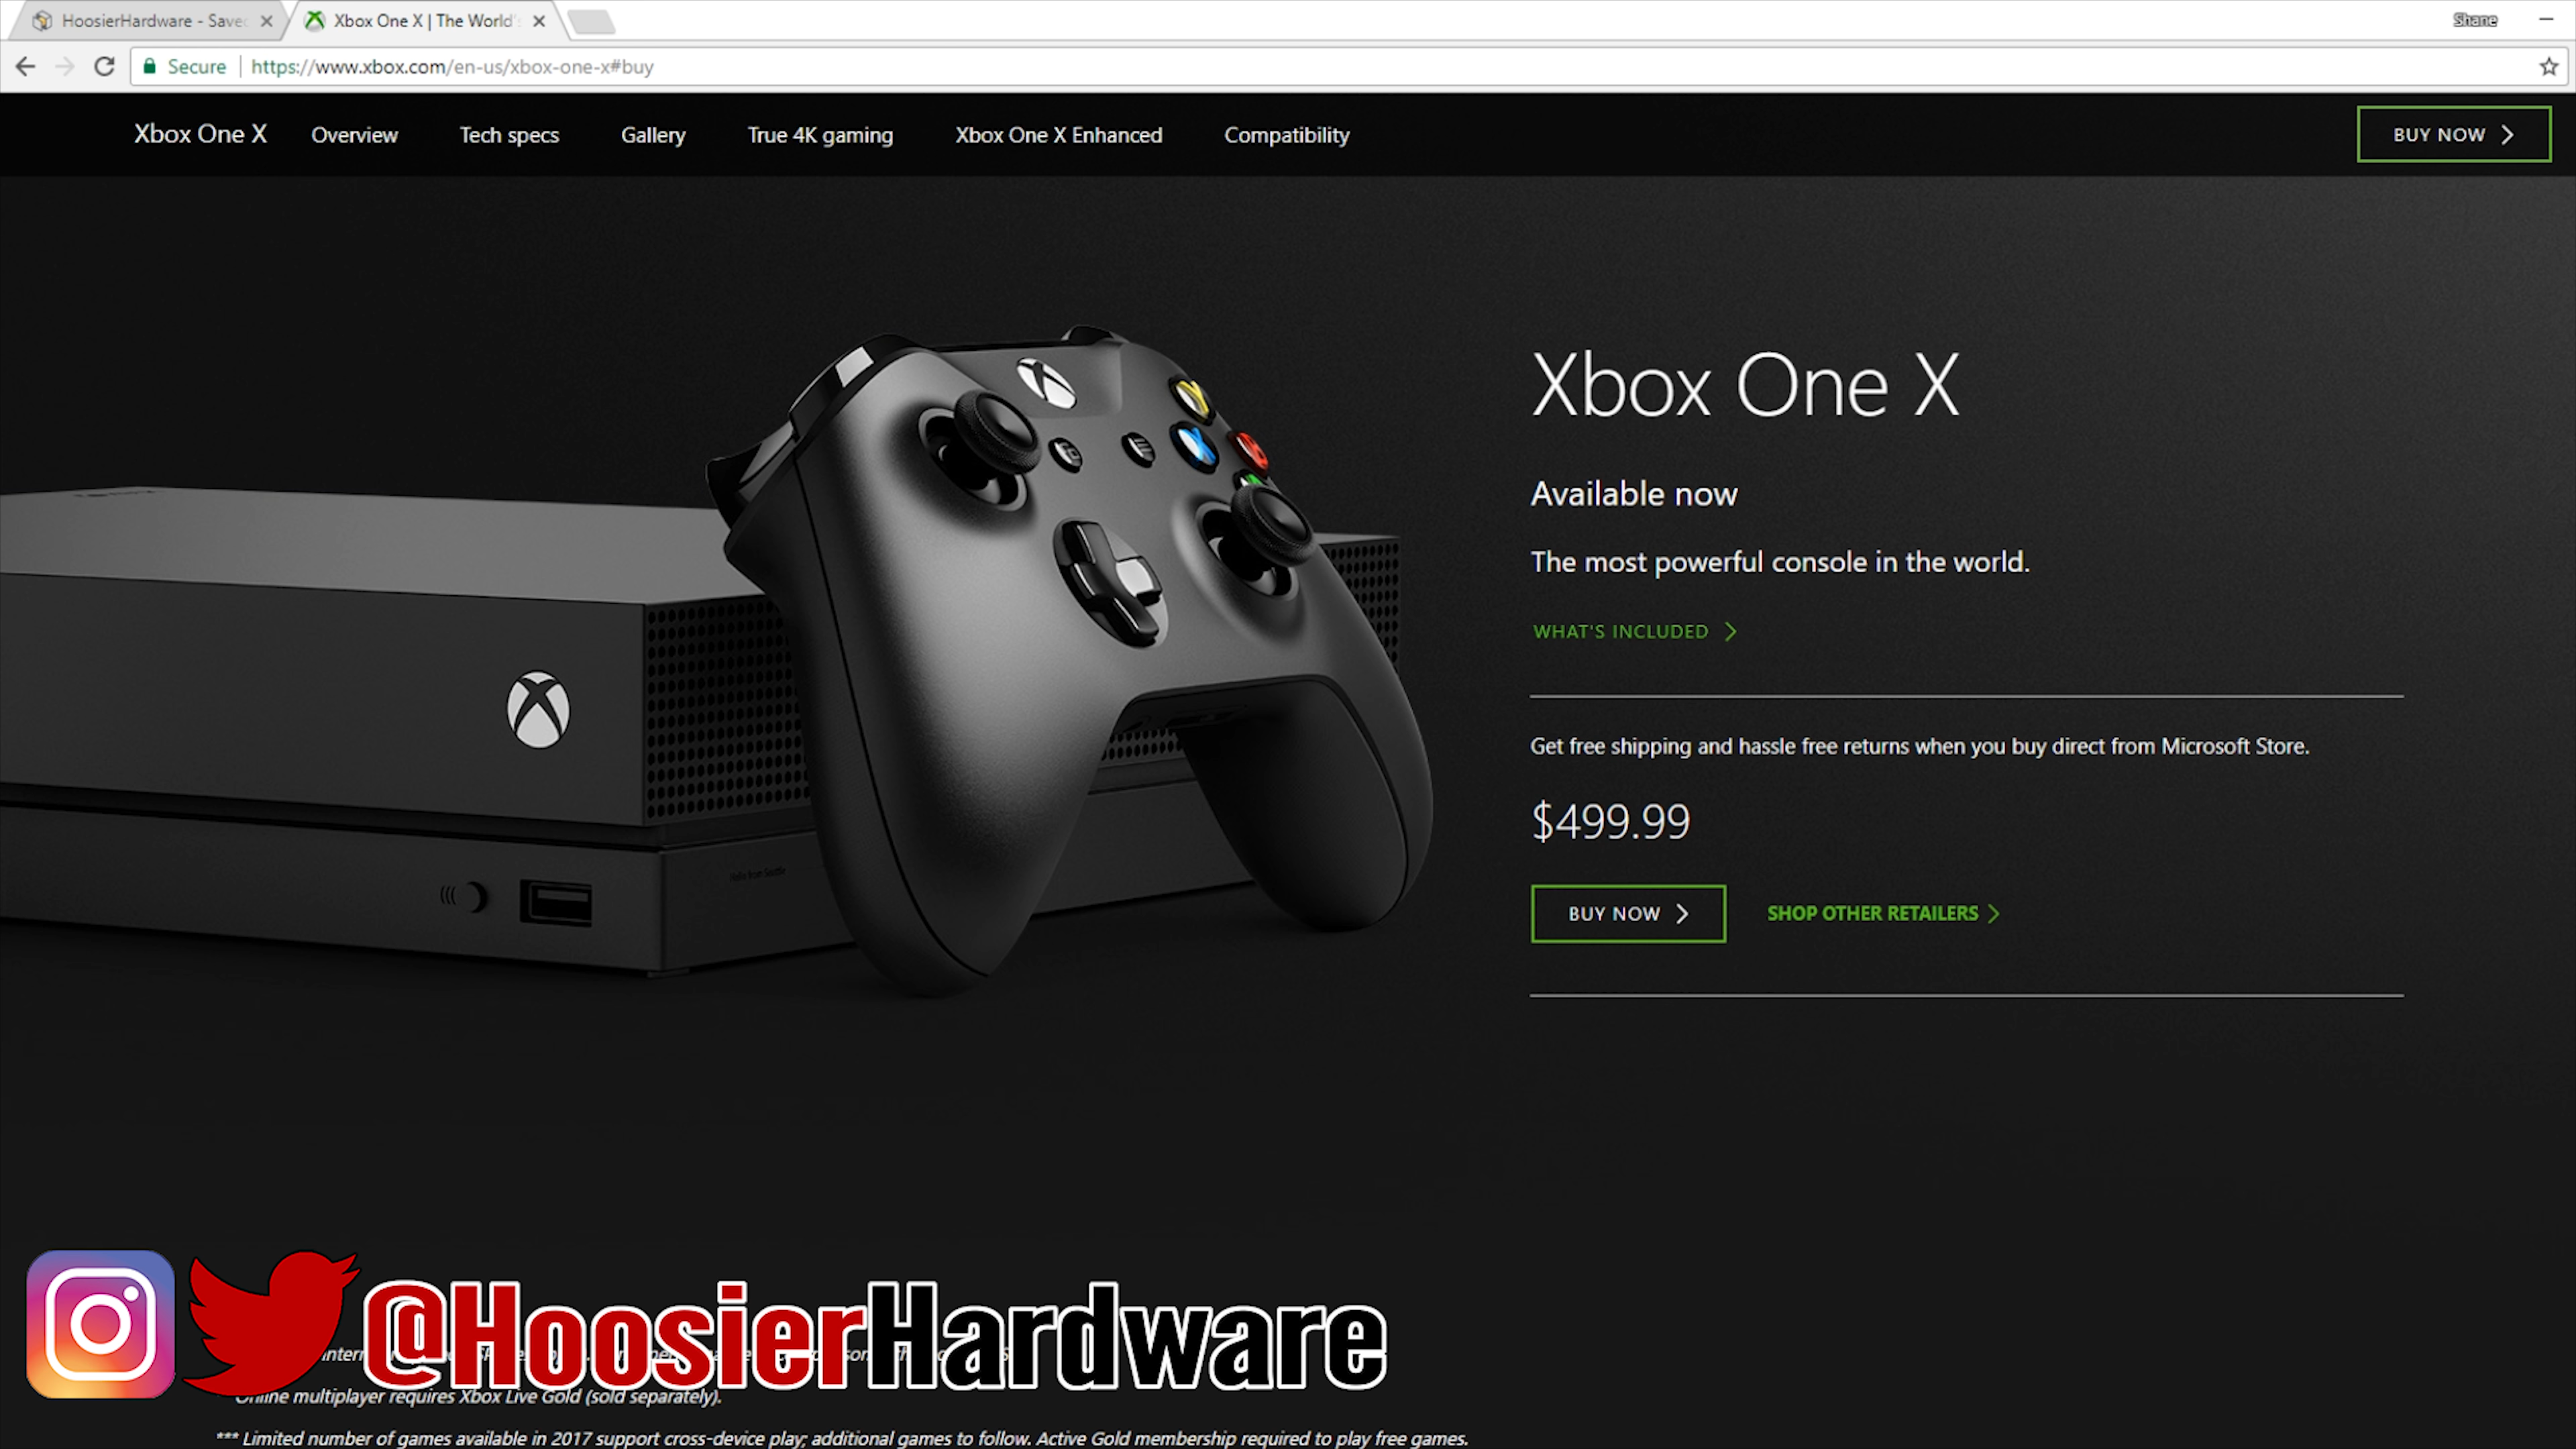 HoosierHardware - Save
Xbox One X | The World'
Shane
Secure
https://www.xbox.com/en-us/xbox-one-x#buy
Xbox One X
Overview
Tech specs
Gallery
True 4K gaming
Xbox One X Enhanced
Compatibility
BUY NOW
Xbox One X
Available now
The most powerful console in the world.
WHAT'S INCLUDED
Get free shipping and hassle free returns when you buy direct from Microsoft Store.
$499.99
BUY NOW
SHOP OTHER RETAILERS
Y
X
B
Hello from Seattle
@HoosierHardware
Online multiplayer requires Xbox Live Gold (sold separately).
*** Limited number of games available in 2017 support cross-device play; additional games to follow. Active Gold membership required to play free games.